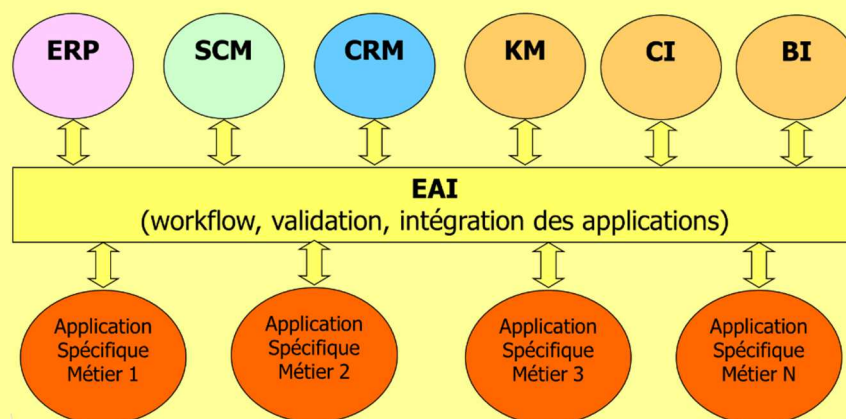 ERP
SCM
CRM
KM
CI
BI
EAI
(workflow, validation, intégration des applications)
Application
Spécifique
Métier 1
Application
Spécifique
Métier 2
Application
Spécifique
Métier 3
Application
Spécifique
Métier N